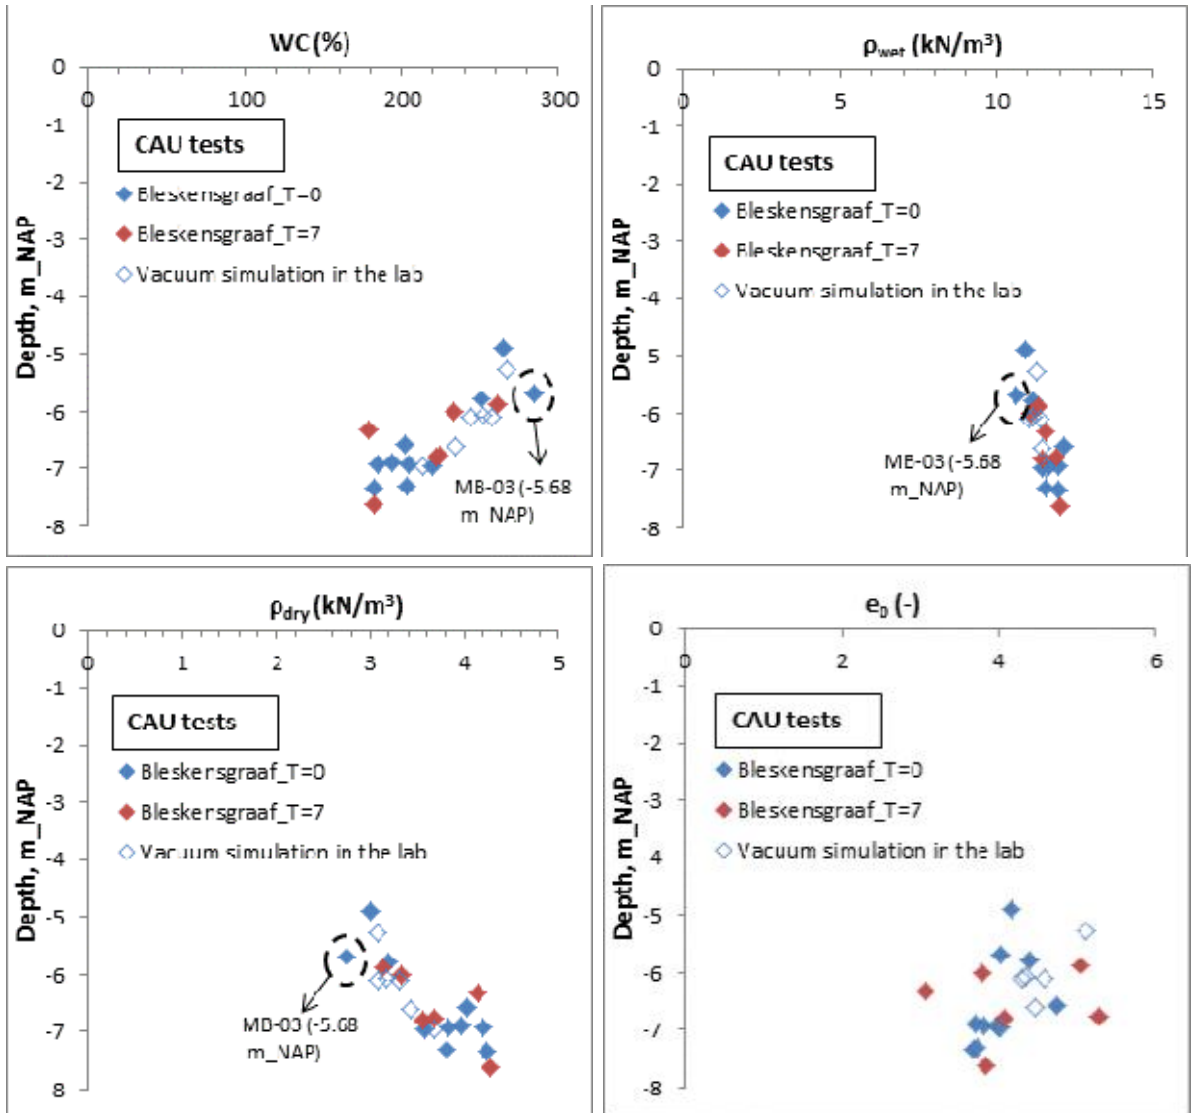 WC (%)
0
0 100 200 300
-1
CAU tests
-2
Bleskensgraaf_T=0
Bleskensgraaf_T=7
-3
Vacuum simulation in the lab
-4
Depth, m_NAP
-5
-6
-7
MB-03 (-5.68
m_NAP)
-8
ρwet (kN/m³)
0
0 5 10 15
-1
CAU tests
-2
Bleskensgraaf_T=0
Bleskensgraaf_T=7
-3
Vacuum simulation in the lab
-4
Depth, m_NAP
5
-6
ME-03 (-5.68
m_NAP)
-7
-8
ρdry (kN/m³)
0
0 1 2 3 4 5
-1
CAU tests
-2
Bleskensgraaf_T=0
-3
Bleskensgraaf_T=7
-4
Vacuum simulation in the lab
Depth, m_NAP
-5
-6
MD-03 (-5.68
m_NAP)
-7
8
e0 (-)
0
0 2 4 6
-1
CAU tests
-2
Bleskensgraaf_T=0
-3
Bleskensgraaf_T=7
-4
Vacuum simulation in the lab
Depth, m_NAP
-5
-6
-7
-8